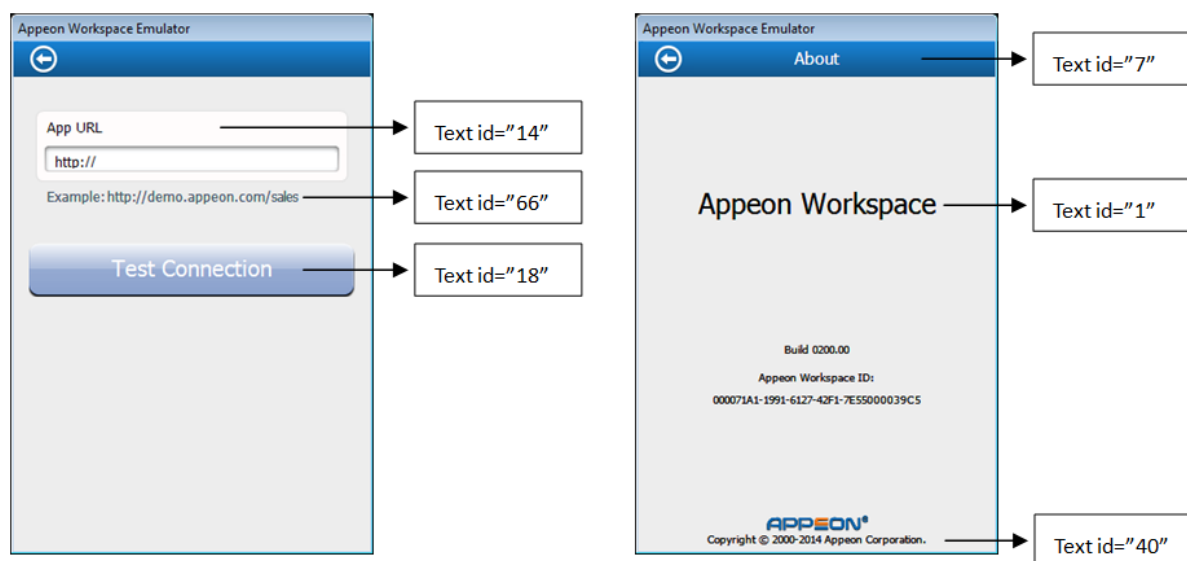 Appeon Workspace Emulator
App URL
http://
Example: http://demo.appeon.com/sales
Test Connection
Text id="14"
Text id="66"
Text id="18"
Appeon Workspace Emulator
About
Appeon Workspace
Build 0200.00
Appeon Workspace ID:
000071A1-1991-6127-42F1-7E55000039C5
APPEON®
Copyright © 2000-2014 Appeon Corporation.
Text id="7"
Text id="1"
Text id="40"